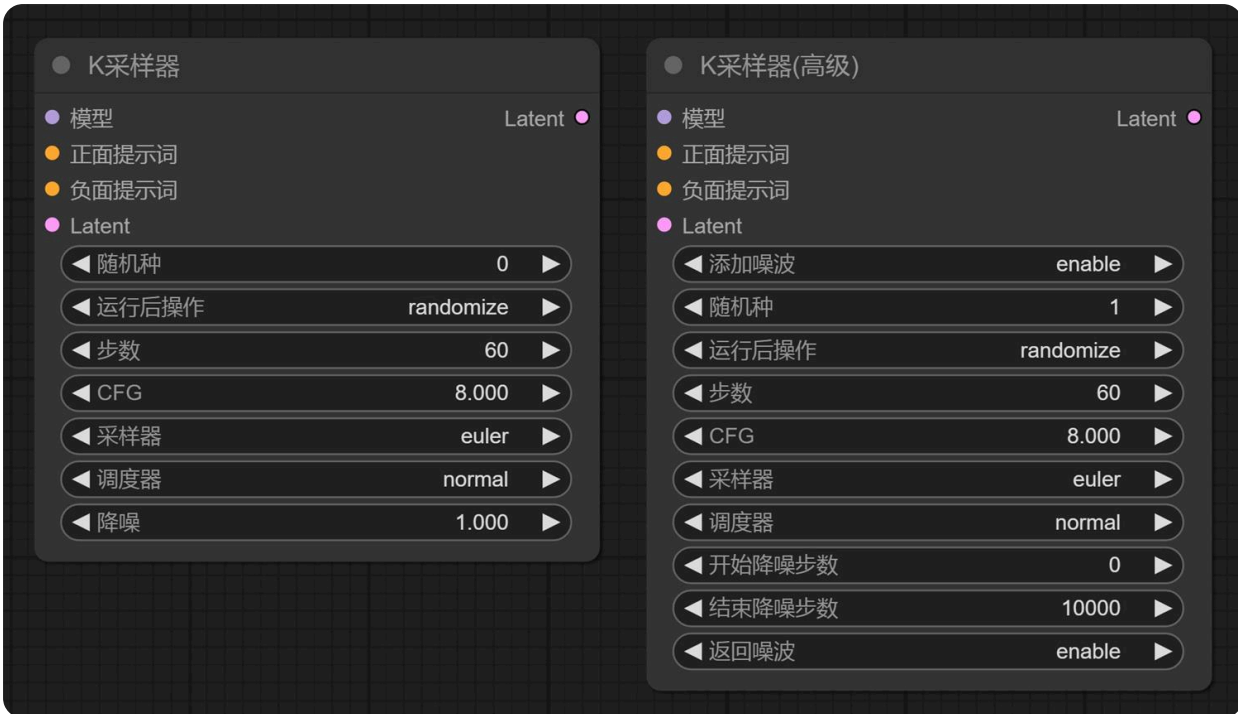 K采样器
模型 Latent
正面提示词
负面提示词
Latent
随机种 0
运行后操作 randomize
步数 60
CFG 8.000
采样器 euler
调度器 normal
降噪 1.000
K采样器(高级)
模型 Latent
正面提示词
负面提示词
Latent
添加噪波 enable
随机种 1
运行后操作 randomize
步数 60
CFG 8.000
采样器 euler
调度器 normal
开始降噪步数 0
结束降噪步数 10000
返回噪波 enable